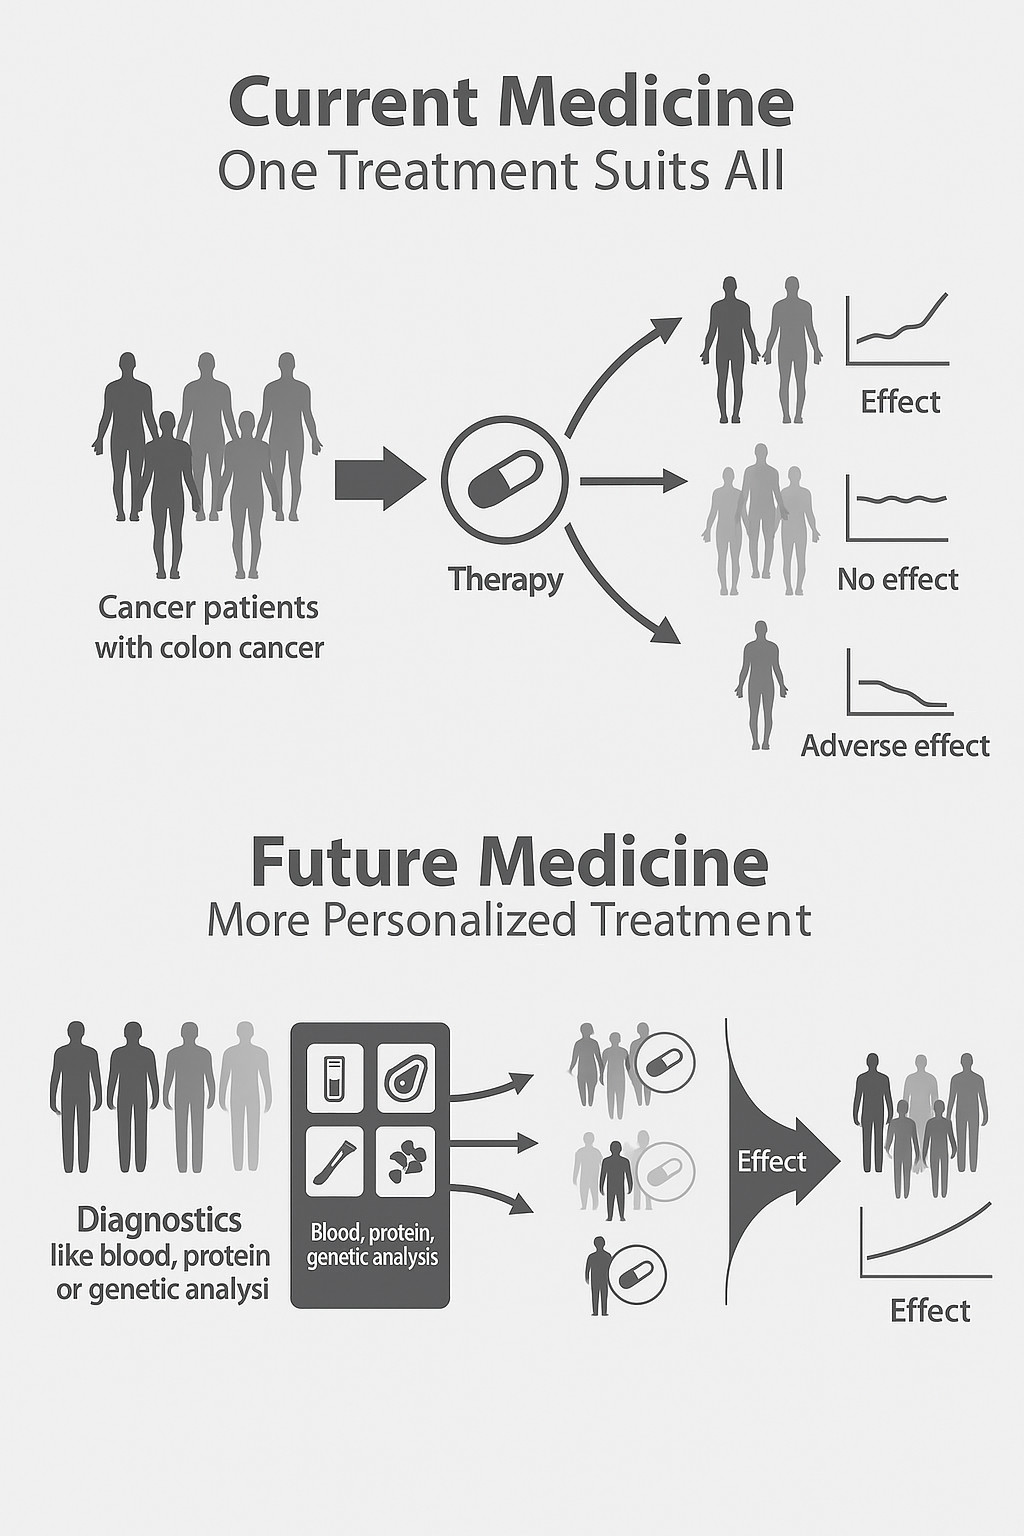 Current Medicine
One Treatment Suits All
Effect
No effect
Adverse effect
Therapy
Cancer patients
with colon cancer
Future Medicine
More Personalized Treatment
Diagnostics
like blood, protein
or genetic analysi
Blood, protein,
genetic analysis
Effect
Effect